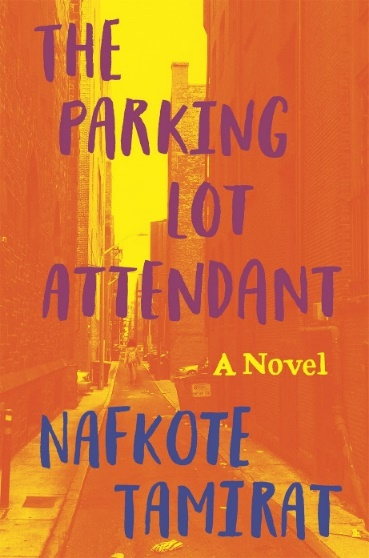 THE
PARKING
LOT
ATTENDANT
A Novel
NAFKOTE
TAMIRAT